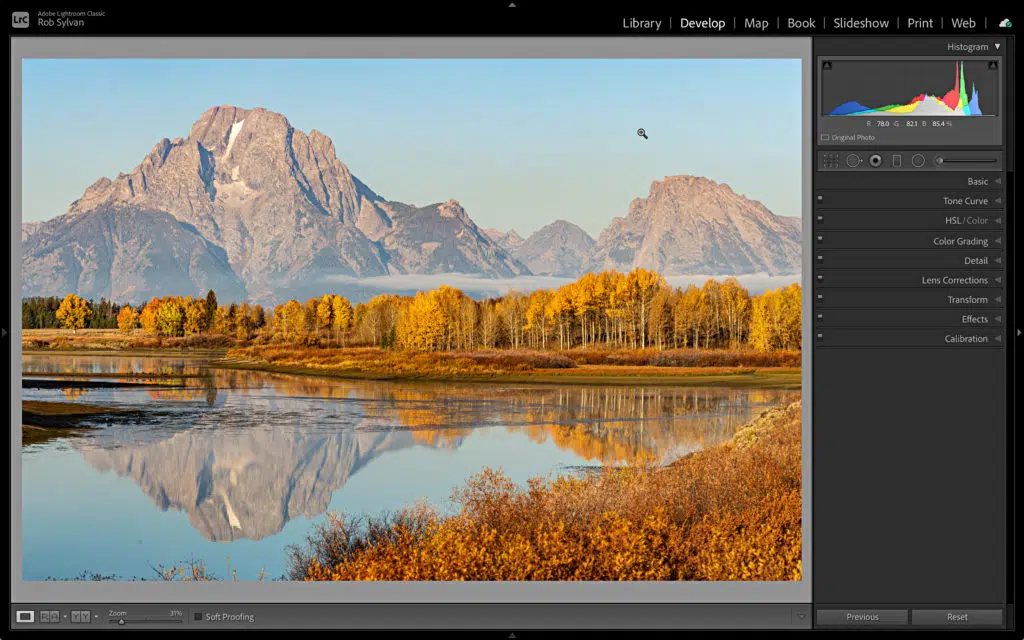 LrC
Adobe Lightroom Classic
Rob Sylvan
Library | Develop | Map | Book | Slideshow | Print | Web |
Histogram
R 78.0 G 82.1 B 85.4 %
Original Photo
Basic
Tone Curve
HSL / Color
Color Grading
Detail
Lens Corrections
Transform
Effects
Calibration
Zoom 31% Soft Proofing
Previous Reset